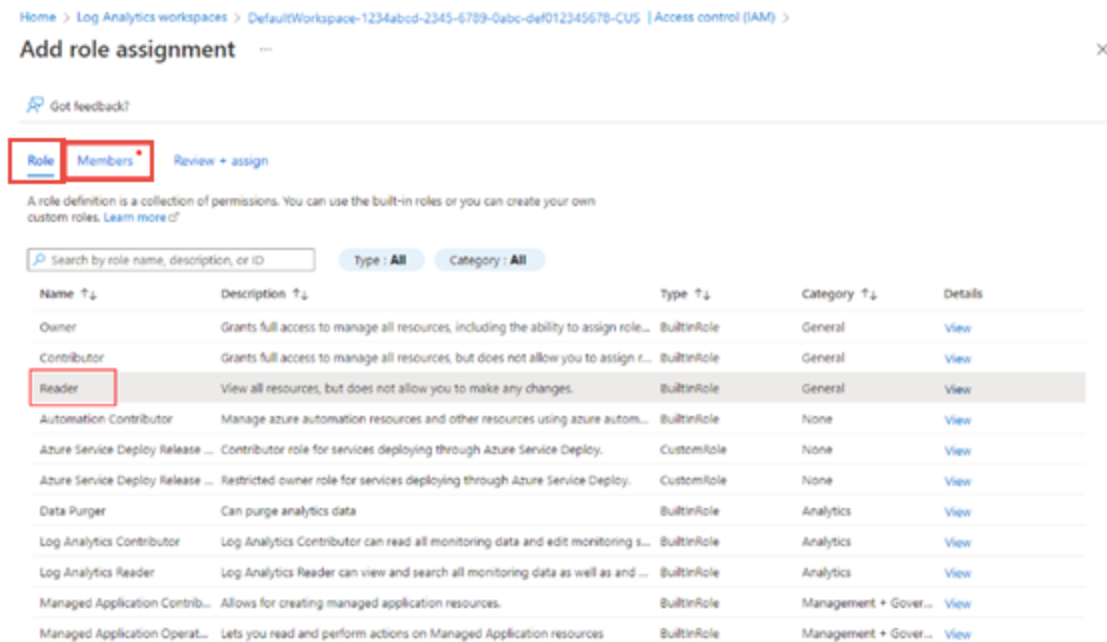 Home > Log Analytics workspaces > DefaultWorkspace-1234abcd-2345-6789-0abc-def012345678-CUS | Access control (IAM) >
Add role assignment ...
Got feedback?
Role Members Review + assign
A role definition is a collection of permissions. You can use the built-in roles or you can create your own
custom roles. Learn more
Search by role name, description, or ID Type : All Category : All
Name ↑↓ Description ↑↓ Type ↑↓ Category ↑↓ Details
Owner Grants full access to manage all resources, including the ability to assign role... BuiltInRole General View
Contributor Grants full access to manage all resources, but does not allow you to assign r... BuiltInRole General View
Reader View all resources, but does not allow you to make any changes. BuiltInRole General View
Automation Contributor Manage azure automation resources and other resources using azure autom... BuiltInRole None View
Azure Service Deploy Release ... Contributor role for services deploying through Azure Service Deploy. CustomRole None View
Azure Service Deploy Release ... Restricted owner role for services deploying through Azure Service Deploy. CustomRole None View
Data Purger Can purge analytics data BuiltInRole Analytics View
Log Analytics Contributor Log Analytics Contributor can read all monitoring data and edit monitoring s... BuiltInRole Analytics View
Log Analytics Reader Log Analytics Reader can view and search all monitoring data as well as and ... BuiltInRole Analytics View
Managed Application Contrib... Allows for creating managed application resources. BuiltInRole Management + Gover... View
Managed Application Operat... Lets you read and perform actions on Managed Application resources BuiltInRole Management + Gover... View